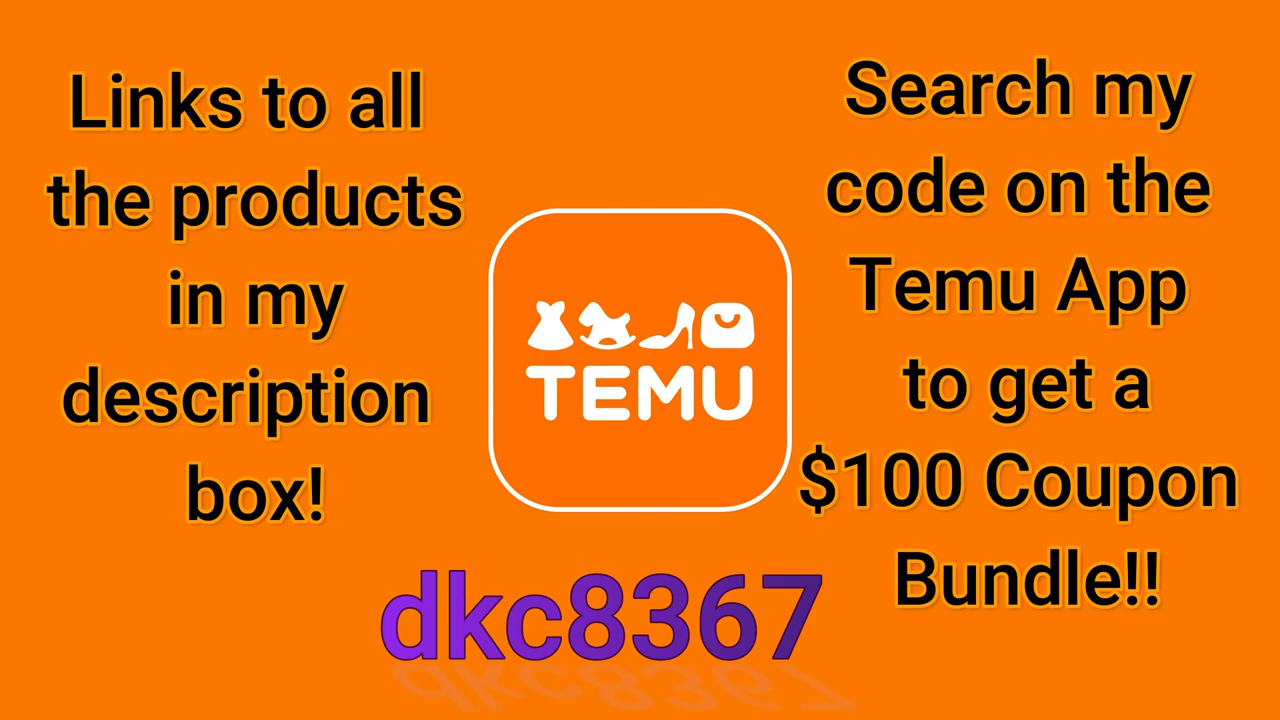 Links to all
the products
in my
description
box!
TEMU
Search my
code on the
Temu App
to get a
$100 Coupon
Bundle!!
dkc8367